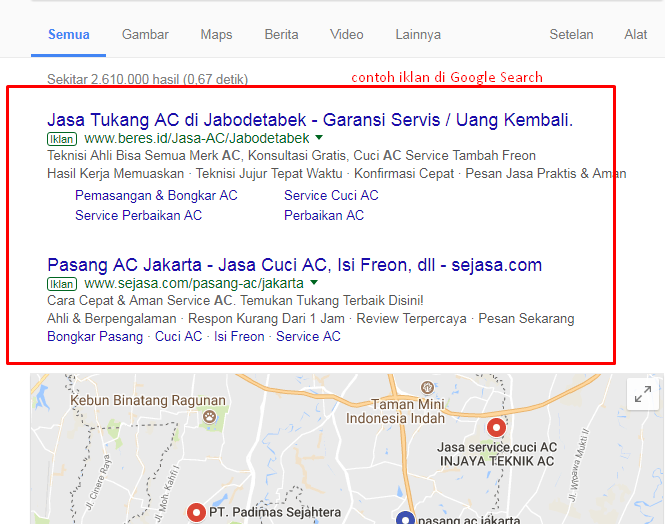 Semua Gambar Maps Berita Video Lainnya Setelan Alat
Sekitar 2.610.000 hasil (0,67 detik)
contoh iklan di Google Search
Jasa Tukang AC di Jabodetabek - Garansi Servis / Uang Kembali.
Iklan www.beres.id/Jasa-AC/Jabodetabek
Teknisi Ahli Bisa Semua Merk AC, Konsultasi Gratis, Cuci AC Service Tambah Freon
Hasil Kerja Memuaskan · Teknisi Jujur Tepat Waktu · Konfirmasi Cepat · Pesan Jasa Praktis & Aman
Pemasangan & Bongkar AC Service Cuci AC
Service Perbaikan AC Perbaikan AC
Pasang AC Jakarta - Jasa Cuci AC, Isi Freon, dll - sejasa.com
Iklan www.sejasa.com/pasang-ac/jakarta
Cara Cepat & Aman Service AC. Temukan Tukang Terbaik Disini!
Ahli & Berpengalaman · Respon Kurang Dari 1 Jam · Review Terpercaya · Pesan Sekarang
Bongkar Pasang · Cuci AC · Isi Freon · Service AC
Kebun Binatang Ragunan
Taman Mini
Indonesia Indah
Jasa service,cuci AC
INJAYA TEKNIK AC
Jl. Cinere Raya
Jl. Moh Kahfi I
Jl. Wibawa Mukti II
PT. Padimas Sejahtera
pasang ac jakarta